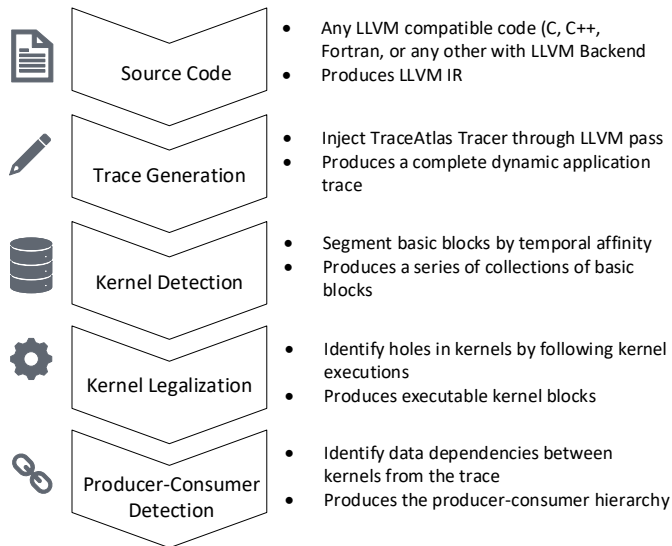 Source Code
• Any LLVM compatible code (C, C++,
Fortran, or any other with LLVM Backend
• Produces LLVM IR
Trace Generation
• Inject TraceAtlas Tracer through LLVM pass
• Produces a complete dynamic application
trace
Kernel Detection
• Segment basic blocks by temporal affinity
• Produces a series of collections of basic
blocks
Kernel Legalization
• Identify holes in kernels by following kernel
executions
• Produces executable kernel blocks
Producer-Consumer
Detection
• Identify data dependencies between
kernels from the trace
• Produces the producer-consumer hierarchy